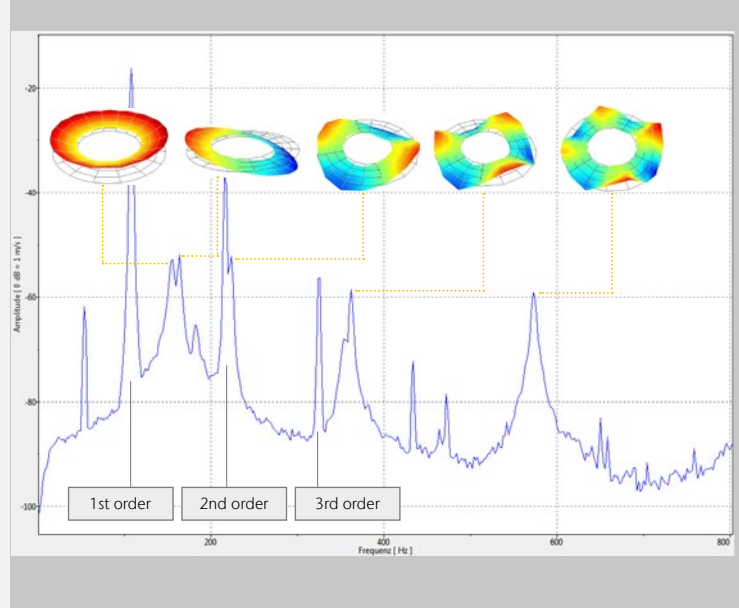 -20
-40
-60
-80
-100
Amplitude [ 0 dB = 1 m/s ]
1st order
2nd order
3rd order
200
400
600
800
Frequenz [ Hz ]